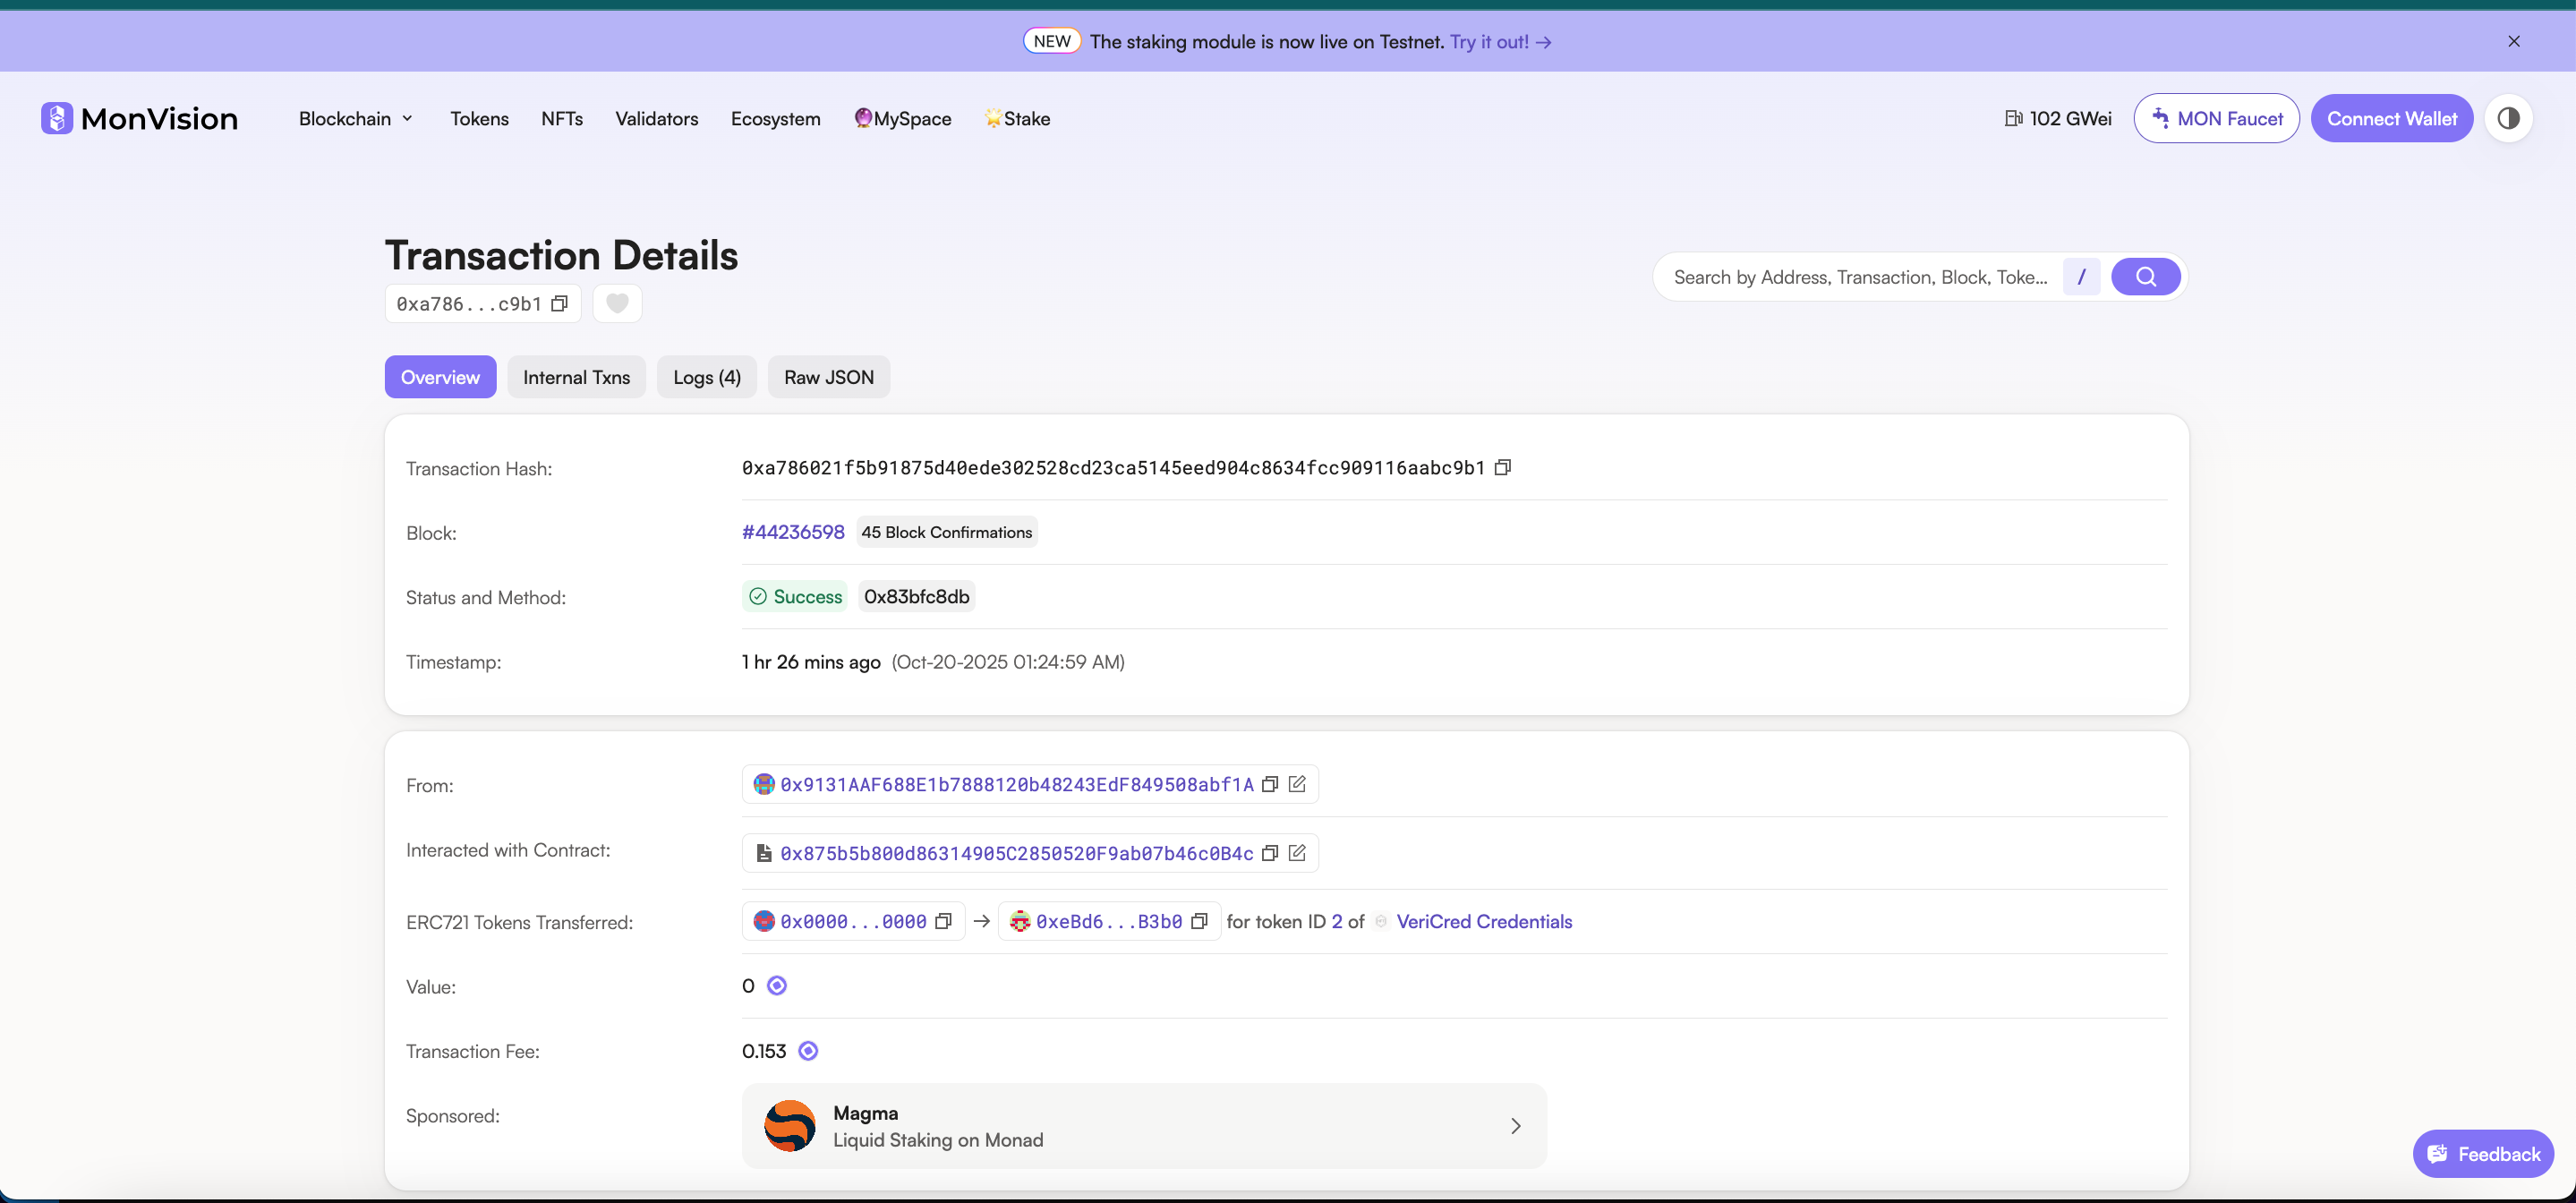 NEW The staking module is now live on Testnet. Try it out! →
MonVision Blockchain Tokens NFTs Validators Ecosystem MySpace Stake 102 GWei MON Faucet Connect Wallet
Transaction Details
0xa786...c9b1
Search by Address, Transaction, Block, Toke... /
Overview Internal Txns Logs (4) Raw JSON
Transaction Hash: 0xa786021f5b91875d40ede302528cd23ca5145eed904c8634fcc909116aabc9b1
Block: #44236598 45 Block Confirmations
Status and Method: Success 0x83bfc8db
Timestamp: 1 hr 26 mins ago (Oct-20-2025 01:24:59 AM)
From: 0x9131AAF688E1b7888120b48243EdF849508abf1A
Interacted with Contract: 0x875b5b800d86314905C2850520F9ab07b46c0B4c
ERC721 Tokens Transferred: 0x0000...0000 → 0xeBd6...B3b0 for token ID 2 of VeriCred Credentials
Value: 0
Transaction Fee: 0.153
Sponsored: Magma
Liquid Staking on Monad
Feedback